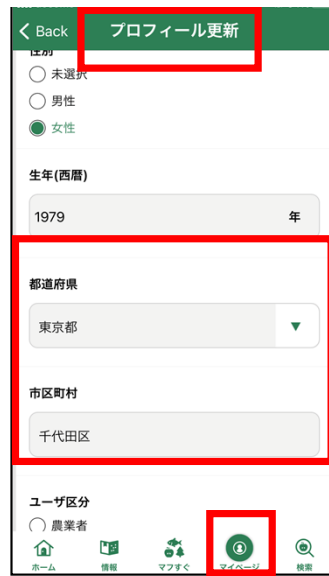 Back プロフィール更新
性別
未選択
男性
女性
生年(西暦)
1979 年
都道府県
東京都
市区町村
千代田区
ユーザ区分
農業者
ホーム 情報 マフすぐ マイページ 検索